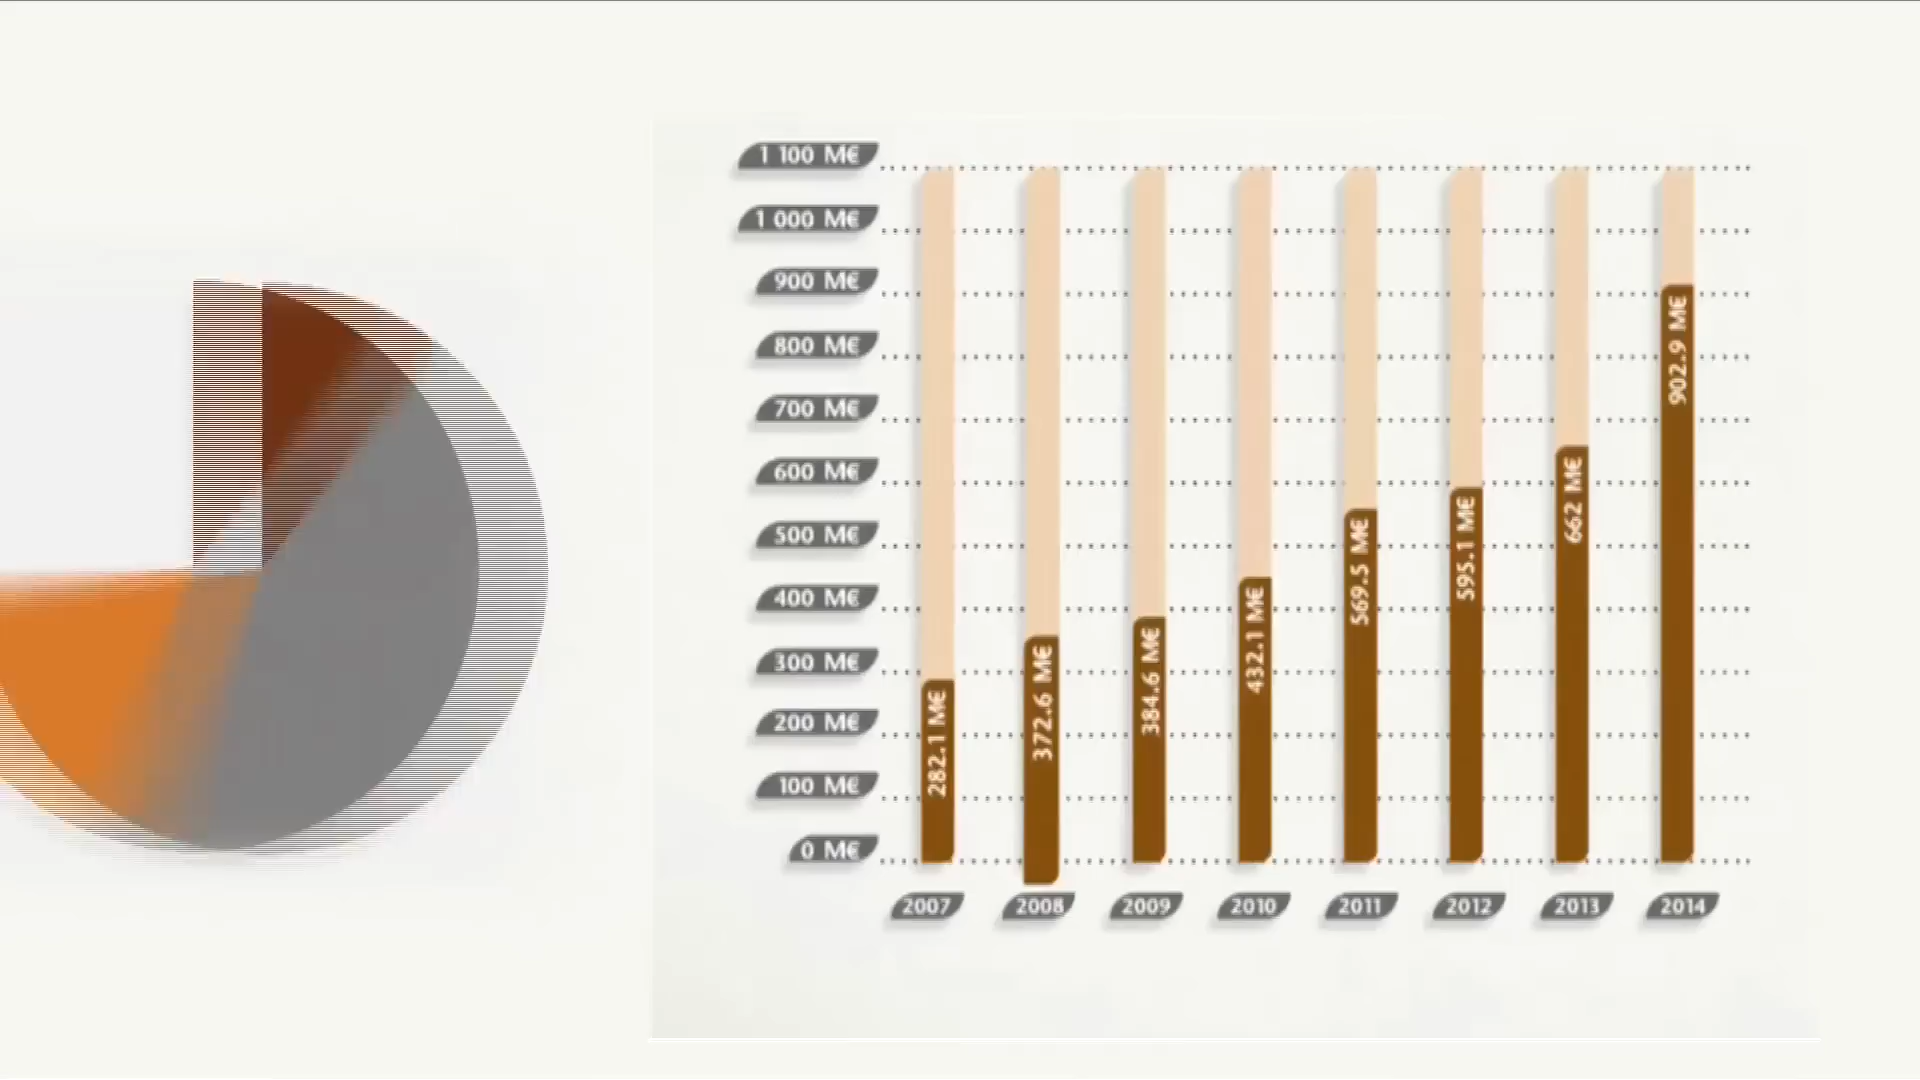 1 100 M€
1 000 M€
900 M€
800 M€
700 M€
600 M€
500 M€
400 M€
300 M€
200 M€
100 M€
0 M€
282.1 M€
372.6 M€
384.6 M€
432.1 M€
569.5 M€
595.1 M€
662 M€
902.9 M€
2007 2008 2009 2010 2011 2012 2013 2014